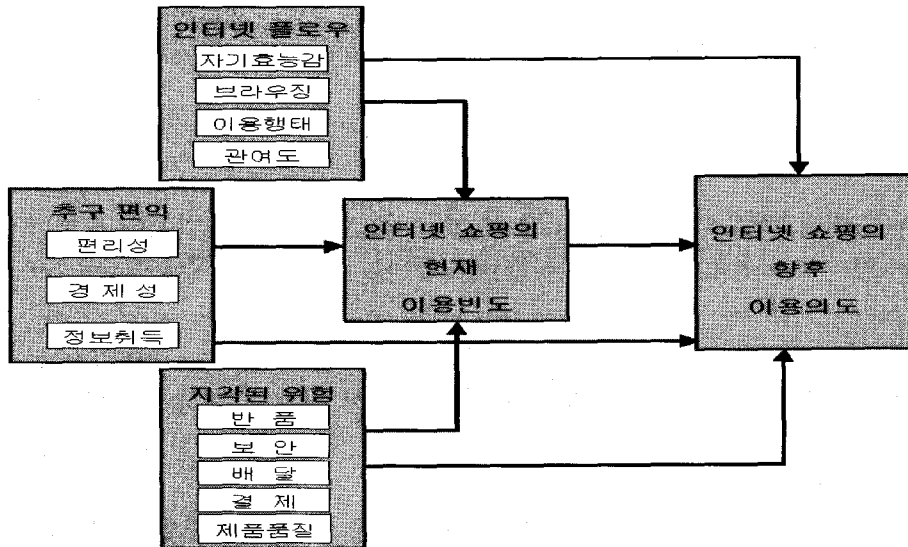 인터넷 플로우
자기효능감
브라우징
이용행태
관여도
추구 편익
편리성
경 제 성
정보취득
인터넷 쇼핑의
현재
이용빈도
인터넷 쇼핑의
향후
이용의도
지각된 위험
반 품
보 안
배 달
결 제
제품품질